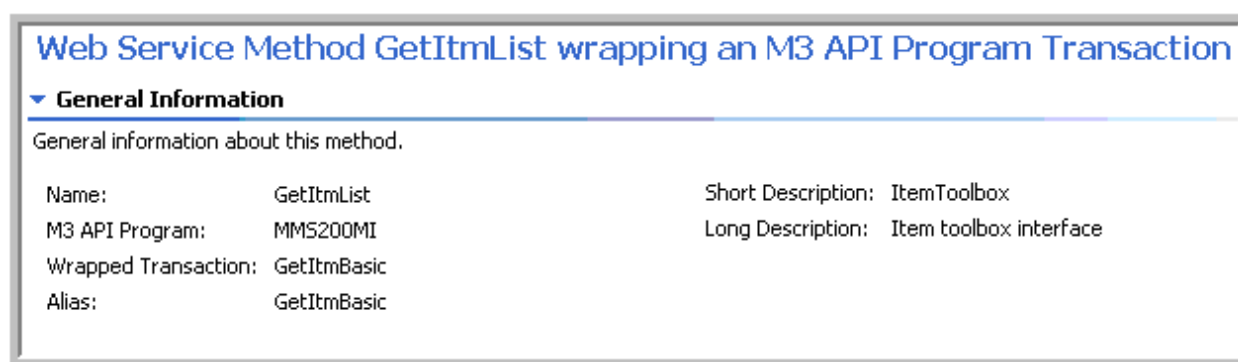 Web Service Method GetItmList wrapping an M3 API Program Transaction
General Information
General information about this method.
Name: GetItmList
M3 API Program: MMS200MI
Wrapped Transaction: GetItmBasic
Alias: GetItmBasic
Short Description: ItemToolbox
Long Description: Item toolbox interface